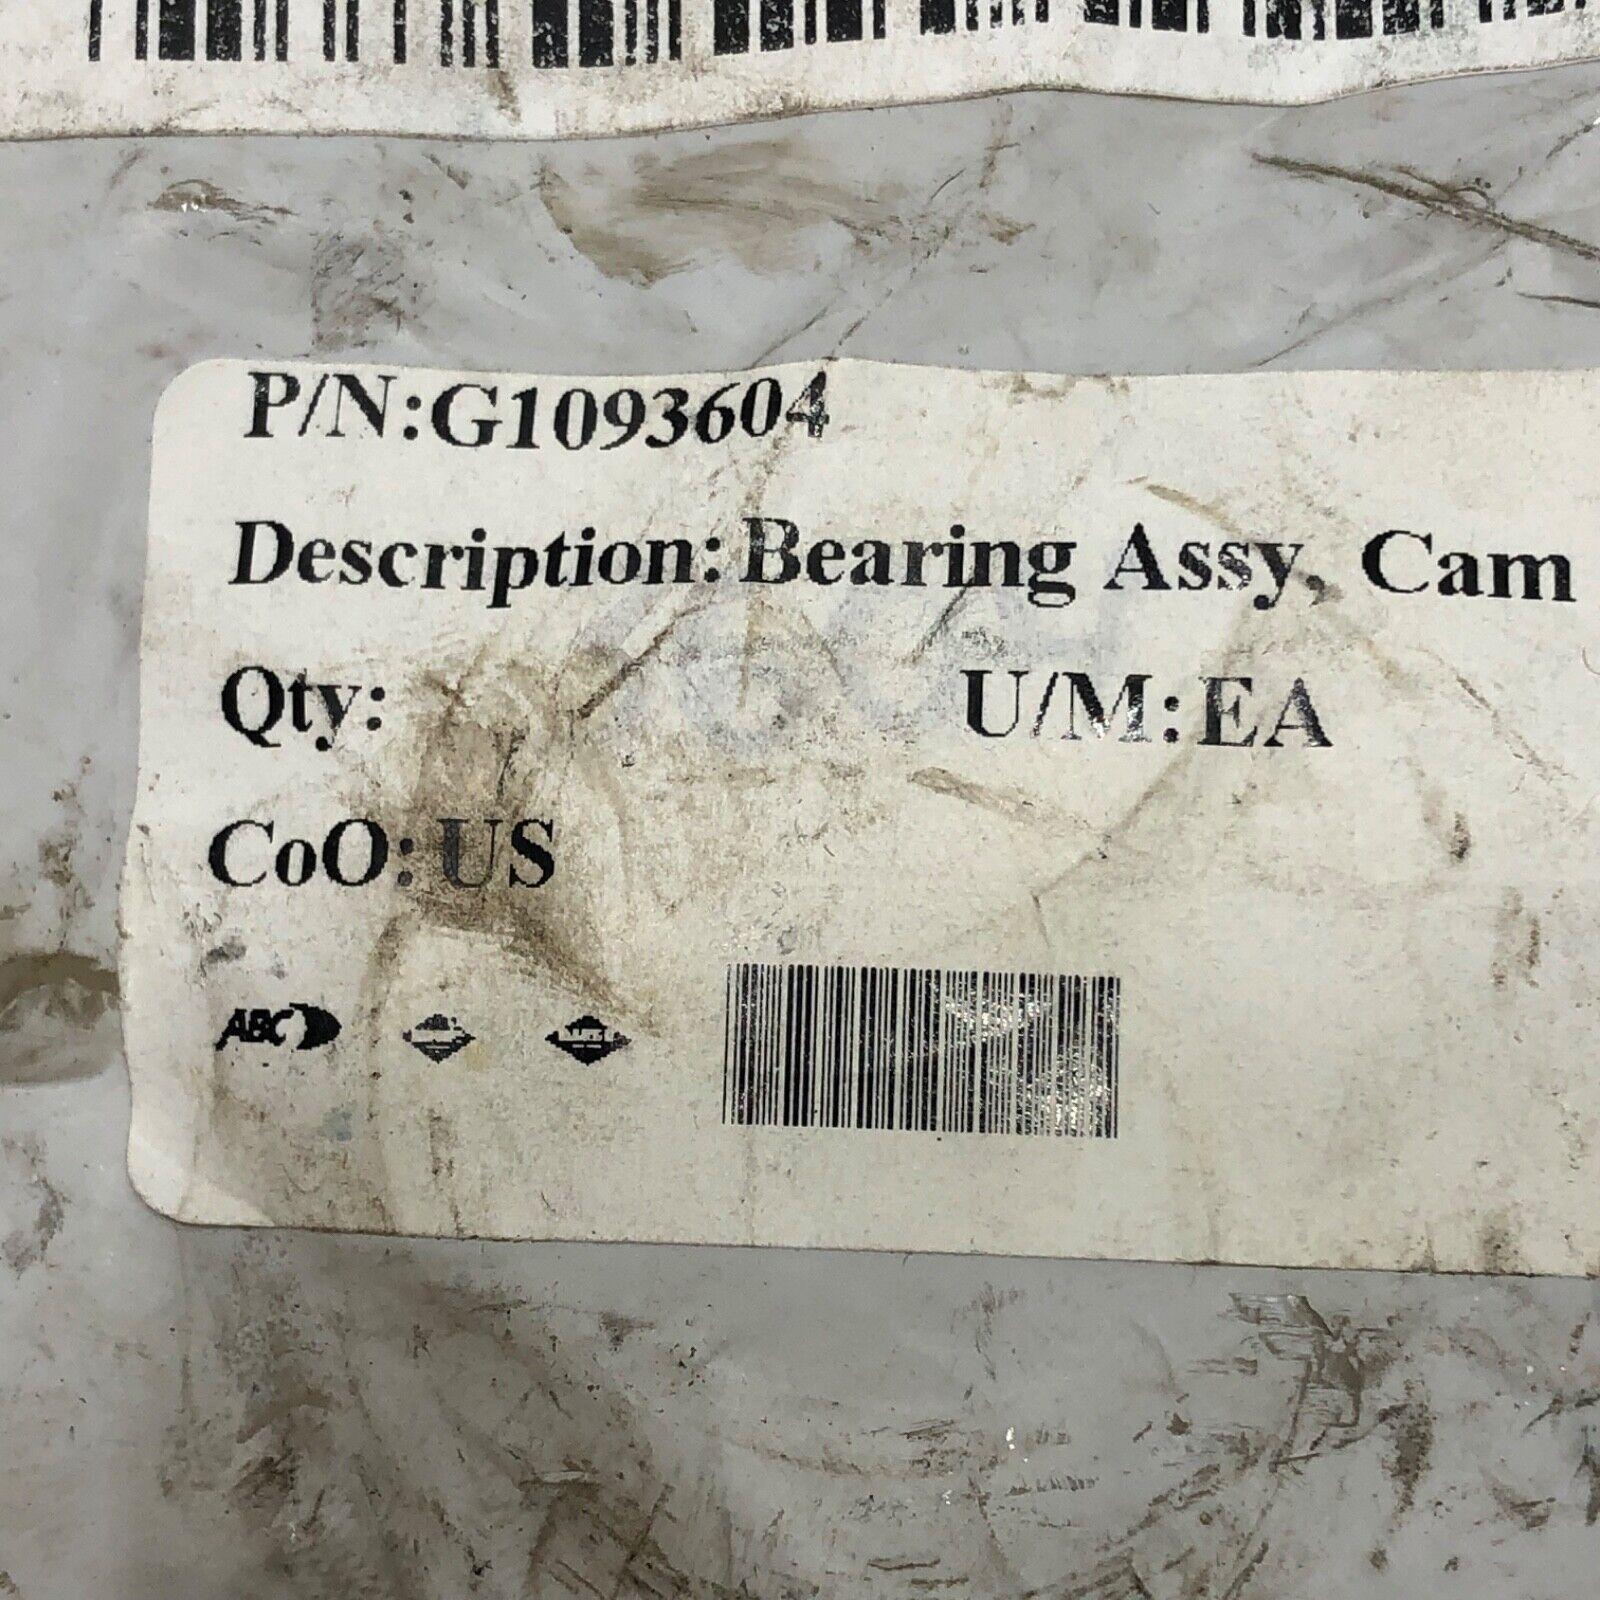 P/N:G1093604
Description: Bearing Assy, Cam
Qty: U/M: EA
CoO: US
ABC